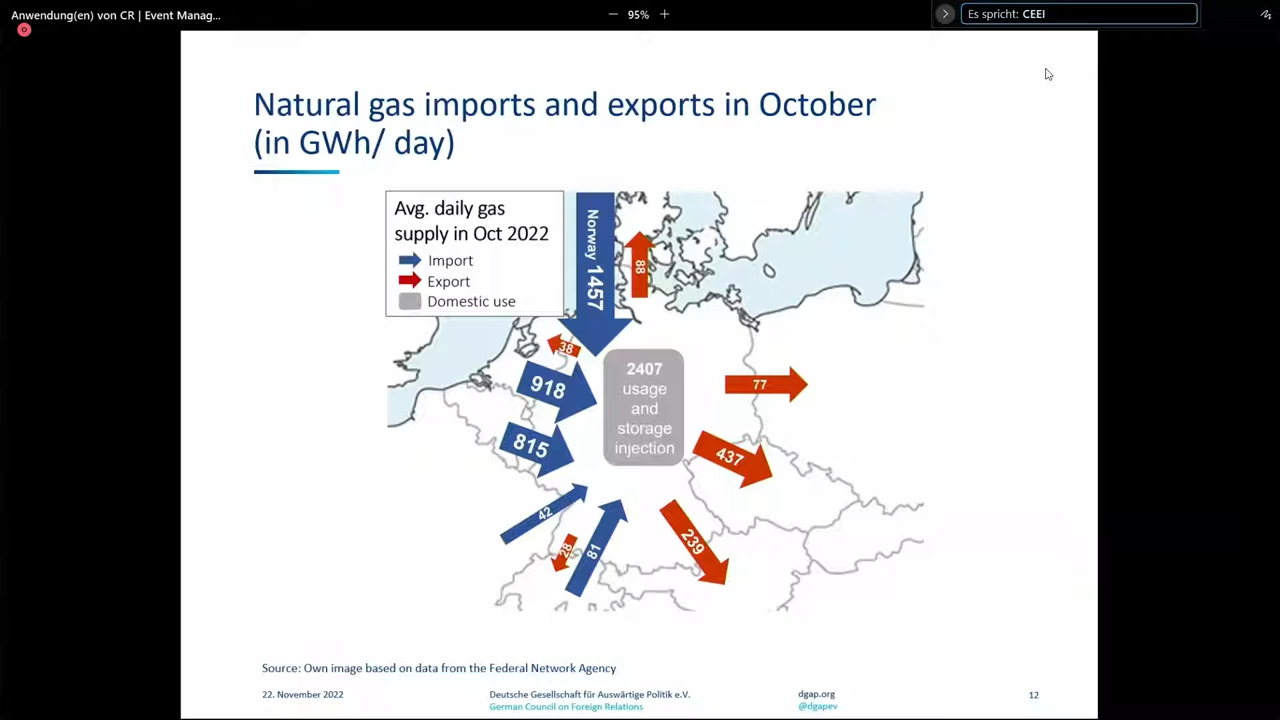 Anwendung(en) von CR | Event Manag...
95%
Es spricht: CEEI
Natural gas imports and exports in October
(in GWh/ day)
Avg. daily gas
supply in Oct 2022
Import
Export
Domestic use
Norway 1457
88
38
918
815
42
28
81
2407
usage
and
storage
injection
77
437
239
Source: Own image based on data from the Federal Network Agency
22. November 2022
Deutsche Gesellschaft für Auswärtige Politik e.V.
German Council on Foreign Relations
dgap.org
@dgapev
12